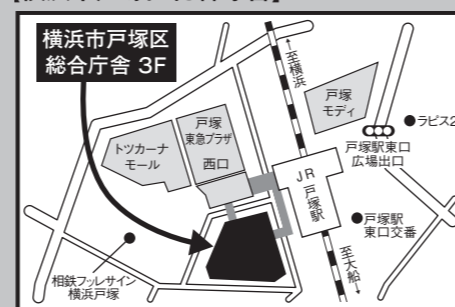 横浜市戸塚区
総合庁舎 3F
←至横浜
戸塚
モディ
●ラピス2
戸塚駅東口
広場出口
戸塚
東急プラザ
西口
トツカーナ
モール
JR戸塚駅
●戸塚駅
東口交番
至大船→
相鉄フレッサイン
横浜戸塚